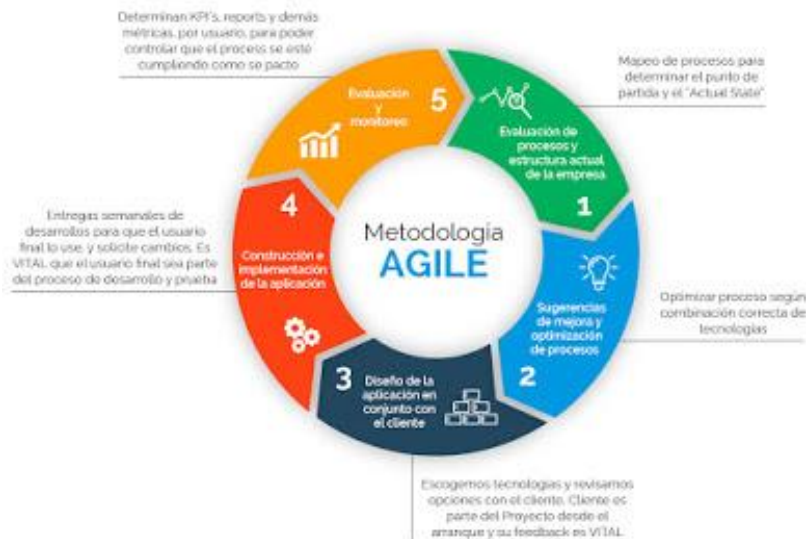 Determinan KPI's, reports y demás
métricas, por usuario, para poder
controlar que el process se esté
cumpliendo como se pacto
Evaluación
y
monitoreo
5
Mapeo de procesos para
determinar el punto de
partida y el "Actual State"
Evaluación de
procesos y
estructura actual
de la empresa
1
Metodología
AGILE
Entregas semanales de
desarrollos para que el usuario
final lo use, y solicite cambios. Es
VITAL que el usuario final sea parte
del proceso de desarrollo y prueba
4
Construcción e
implementación
de la aplicación
Optimizar proceso según
combinación correcta de
tecnologías
Sugerencias
de mejora y
optimización
de procesos
2
3
Diseño de la
aplicación en
conjunto con
el cliente
Escogemos tecnologías y revisamos
opciones con el cliente. Cliente es
parte del Proyecto desde el
arranque y su feedback es VITAL